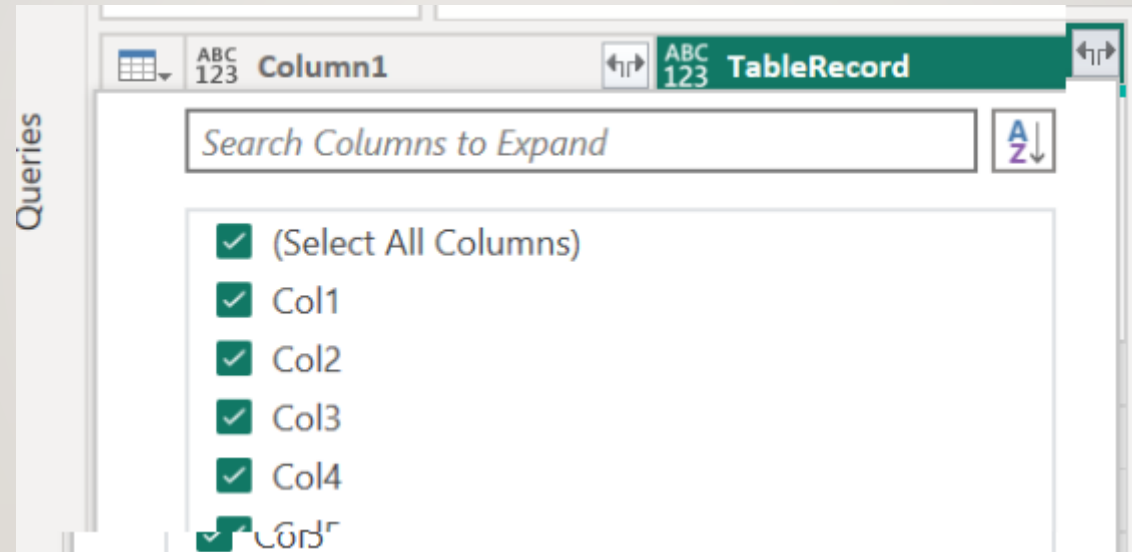 ABC
123 Column1
ABC
123 TableRecord
Queries
Search Columns to Expand
A
Z
(Select All Columns)
Col1
Col2
Col3
Col4